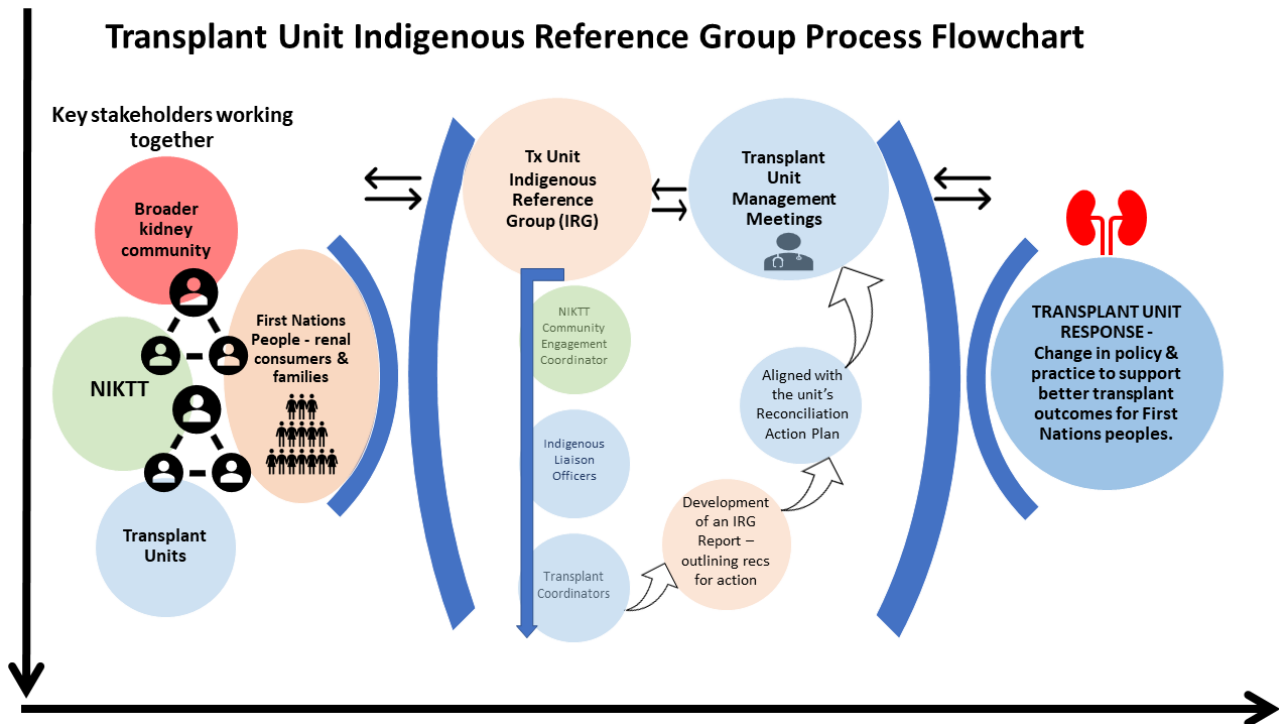 Transplant Unit Indigenous Reference Group Process Flowchart
Key stakeholders working
together
Broader
kidney
community
NIKTT
First Nations
People - renal
consumers &
families
Transplant
Units
Tx Unit
Indigenous
Reference
Group (IRG)
Transplant
Unit
Management
Meetings
NIKTT
Community
Engagement
Coordinator
Indigenous
Liaison
Officers
Transplant
Coordinators
Development
of an IRG
Report –
outlining recs
for action
Aligned with
the unit's
Reconciliation
Action Plan
TRANSPLANT UNIT
RESPONSE -
Change in policy &
practice to support
better transplant
outcomes for First
Nations peoples.